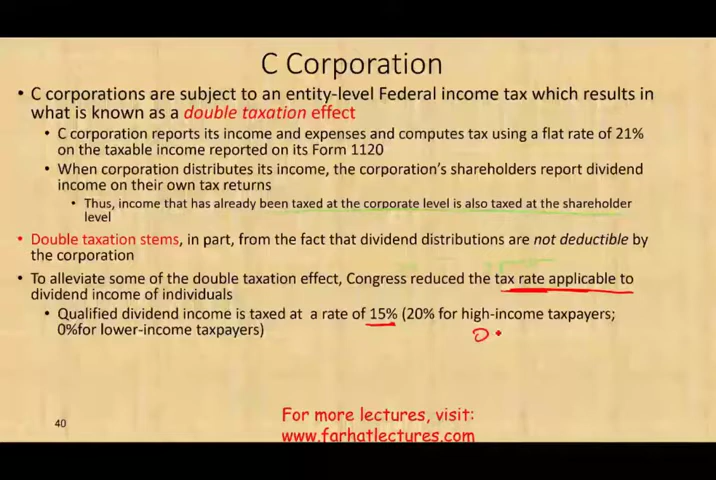 C Corporation
• C corporations are subject to an entity-level Federal income tax which results in
what is known as a double taxation effect
• C corporation reports its income and expenses and computes tax using a flat rate of 21%
on the taxable income reported on its Form 1120
• When corporation distributes its income, the corporation's shareholders report dividend
income on their own tax returns
• Thus, income that has already been taxed at the corporate level is also taxed at the shareholder
level
• Double taxation stems, in part, from the fact that dividend distributions are not deductible by
the corporation
• To alleviate some of the double taxation effect, Congress reduced the tax rate applicable to
dividend income of individuals
• Qualified dividend income is taxed at a rate of 15% (20% for high-income taxpayers;
0%for lower-income taxpayers)
For more lectures, visit:
www.farhatlectures.com
40